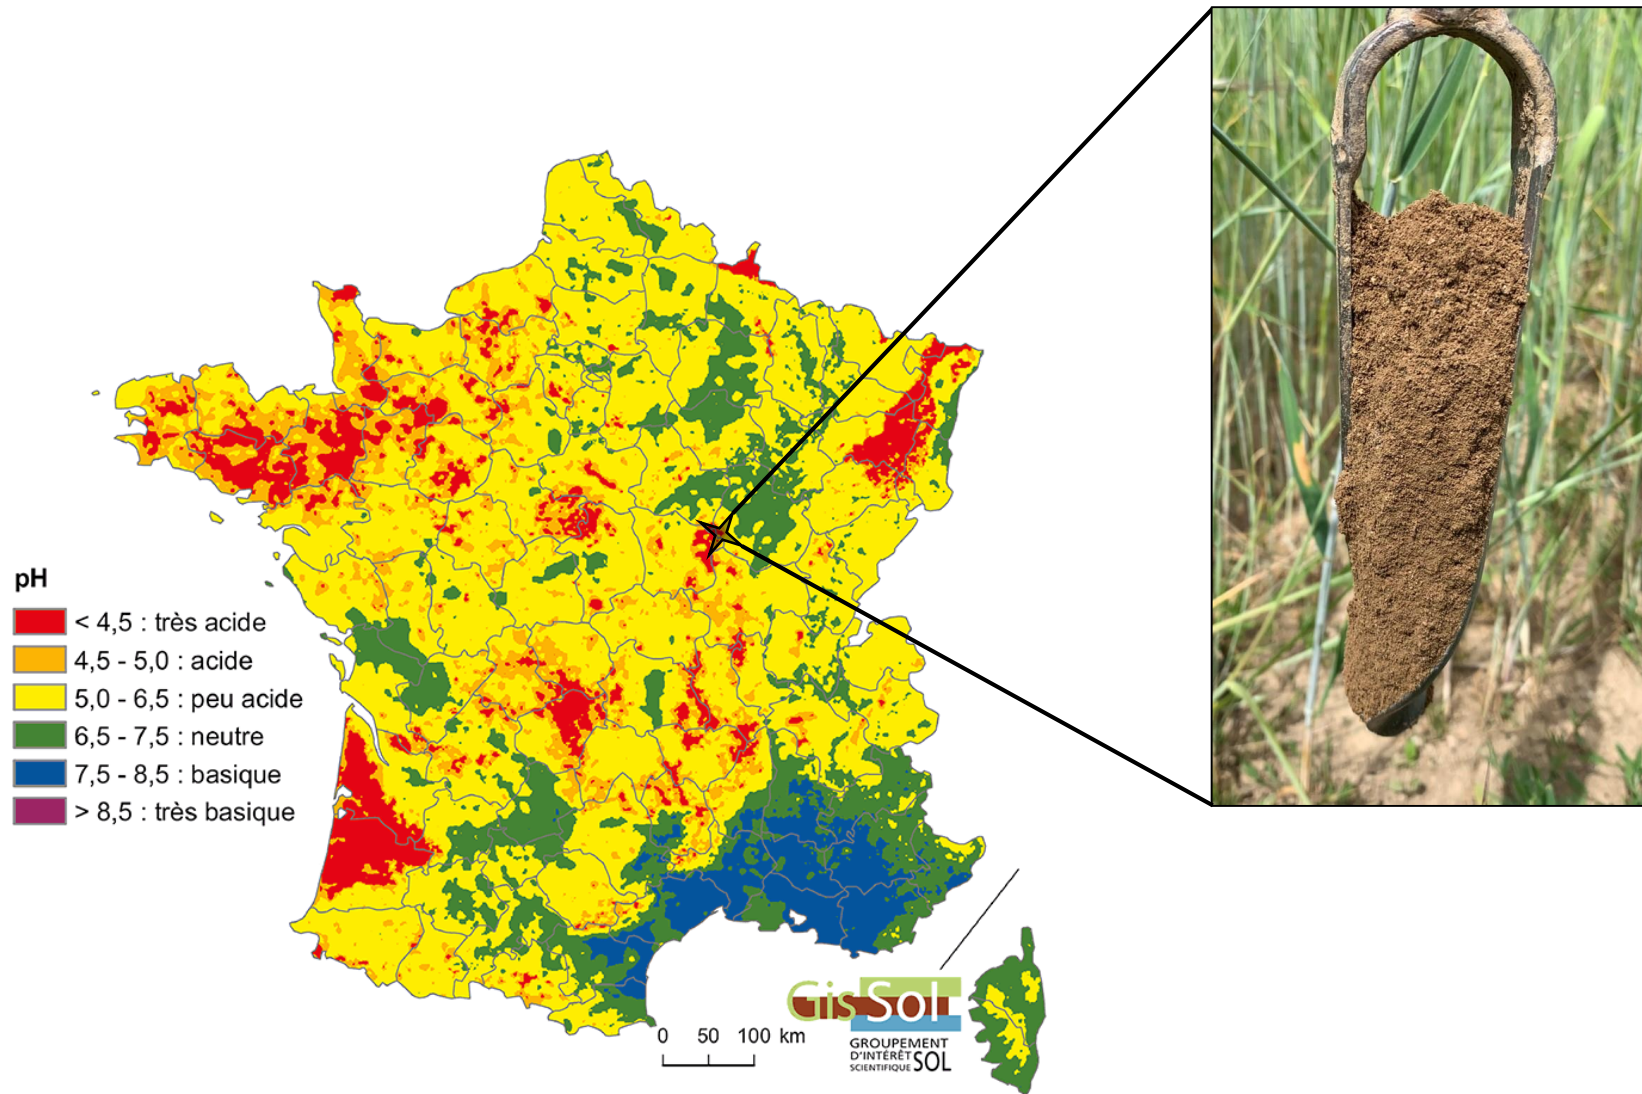 pH
< 4,5 : très acide
4,5 - 5,0 : acide
5,0 - 6,5 : peu acide
6,5 - 7,5 : neutre
7,5 - 8,5 : basique
> 8,5 : très basique
GisSol
GROUPEMENT
D'INTÉRÊT
SCIENTIFIQUE SOL
0 50 100 km